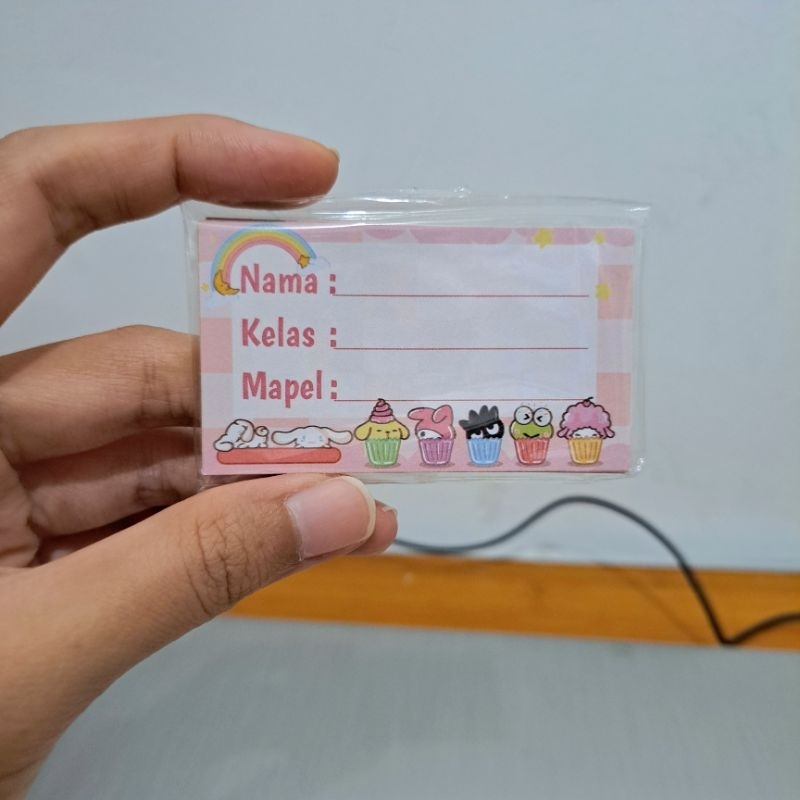 Nama :
Kelas :
Mapel :